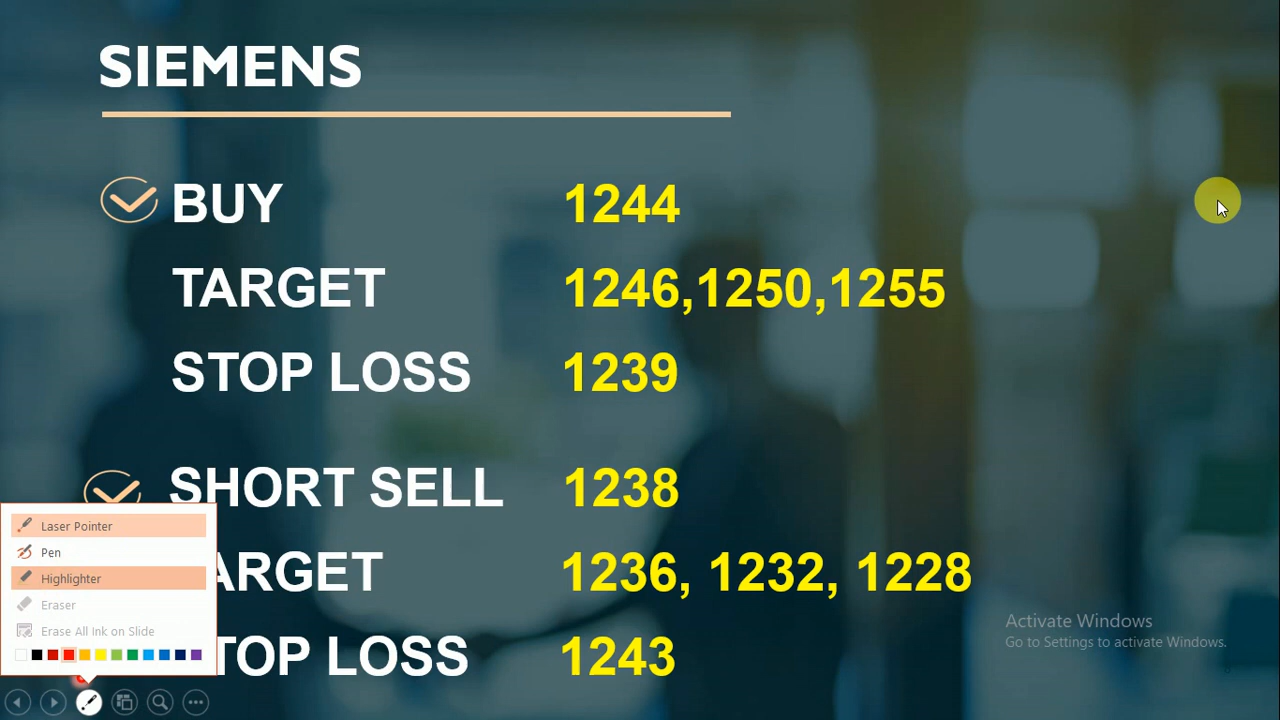 SIEMENS
BUY 1244
TARGET 1246,1250,1255
STOP LOSS 1239
SHORT SELL 1238
ARGET 1236, 1232, 1228
TOP LOSS 1243
Laser Pointer
Pen
Highlighter
Eraser
Erase All Ink on Slide
Activate Windows
Go to Settings to activate Windows.